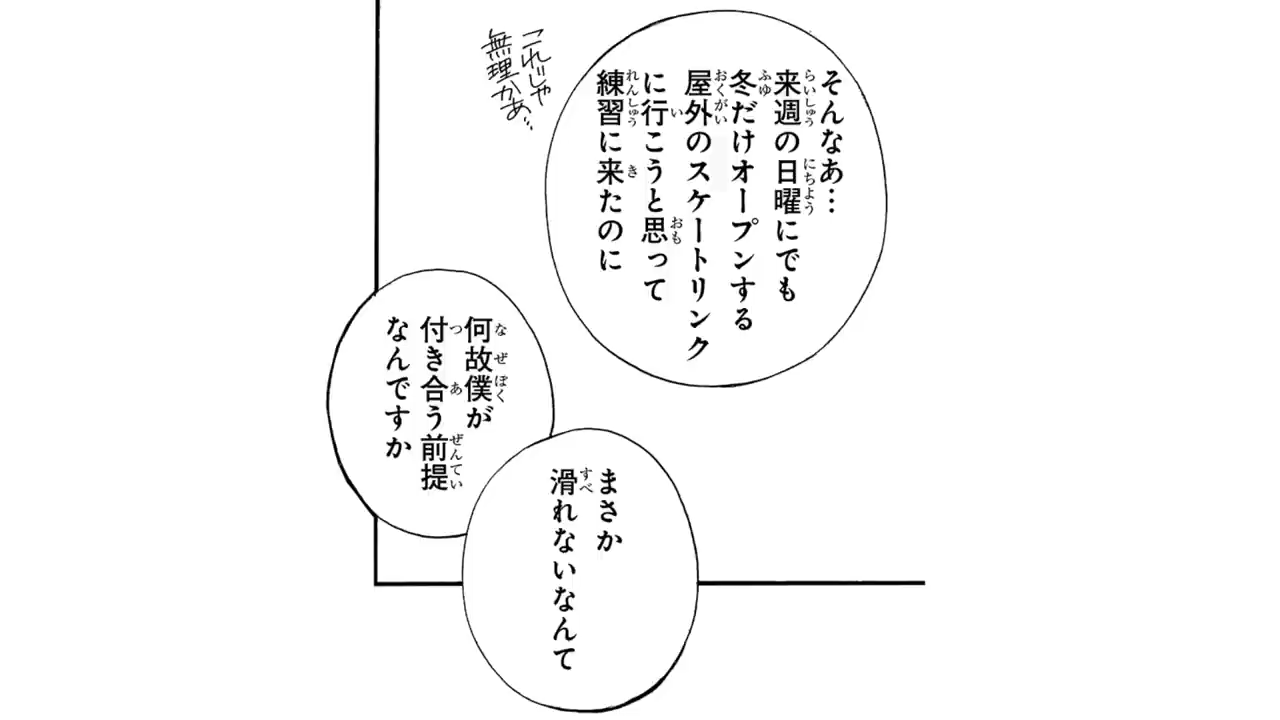 そんなあ…
来週の日曜にでも
冬だけオープンする
屋外のスケートリンク
に行こうと思って
練習に来たのに
これじゃ
無理かあ…
何故僕が
付き合う前提
なんですか
まさか
滑れないなんて